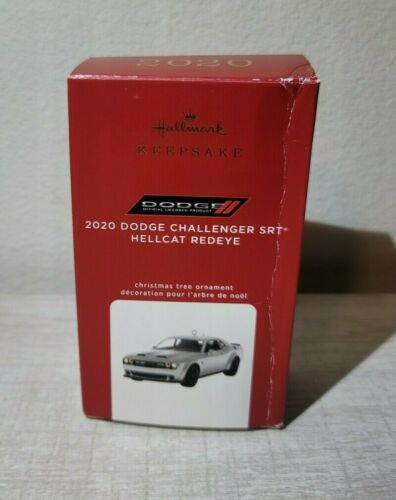 2020
Hallmark
KEEPSAKE
DODGE
OFFICIAL LICENSED PRODUCT
2020 DODGE CHALLENGER SRT®
HELLCAT REDEYE
christmas tree ornament
décoration pour l'arbre de noël